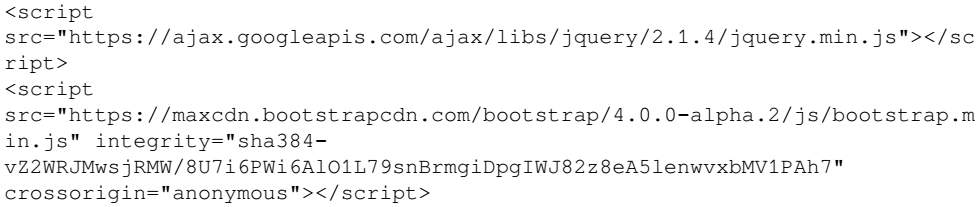 <script
src="https://ajax.googleapis.com/ajax/libs/jquery/2.1.4/jquery.min.js"></sc
ript>
<script
src="https://maxcdn.bootstrapcdn.com/bootstrap/4.0.0-alpha.2/js/bootstrap.m
in.js" integrity="sha384-
vZ2WRJMwsjRMW/8U7i6PWi6AlO1L79snBrmgiDpgIWJ82z8eA5lenwvxbMV1PAh7"
crossorigin="anonymous"></script>